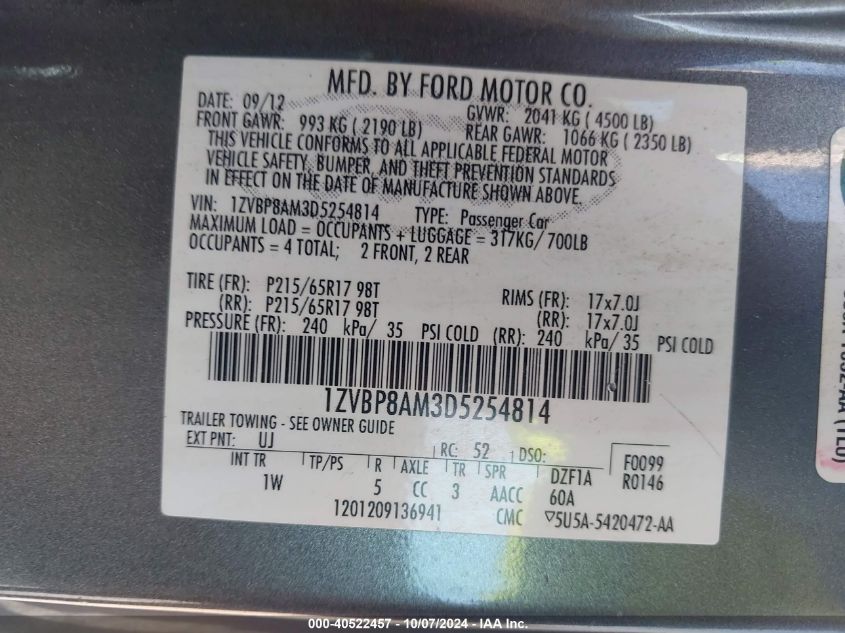 MFD. BY FORD MOTOR CO.
DATE: 09/12 GVWR: 2041 KG ( 4500 LB)
FRONT GAWR: 993 KG ( 2190 LB) REAR GAWR: 1066 KG ( 2350 LB)
THIS VEHICLE CONFORMS TO ALL APPLICABLE FEDERAL MOTOR
VEHICLE SAFETY, BUMPER, AND THEFT PREVENTION STANDARDS
IN EFFECT ON THE DATE OF MANUFACTURE SHOWN ABOVE.
VIN: 1ZVBP8AM3D5254814 TYPE: Passenger Car
MAXIMUM LOAD = OCCUPANTS + LUGGAGE = 317KG/ 700LB
OCCUPANTS = 4 TOTAL; 2 FRONT, 2 REAR
TIRE (FR): P215/65R17 98T RIMS (FR): 17x7.0J
(RR): P215/65R17 98T (RR): 17x7.0J
PRESSURE (FR): 240 kPa/ 35 PSI COLD (RR): 240 kPa/ 35 PSI COLD
1ZVBP8AM3D5254814
TRAILER TOWING - SEE OWNER GUIDE
EXT PNT: UJ RC: 52 DSO: F0099
INT TR TP/PS R AXLE TR SPR DZF1A R0146
1W 5 CC 3 AACC 60A
1201209136941 CMC ▽5U5A-5420472-AA
000-40522457 - 10/07/2024 - IAA Inc.